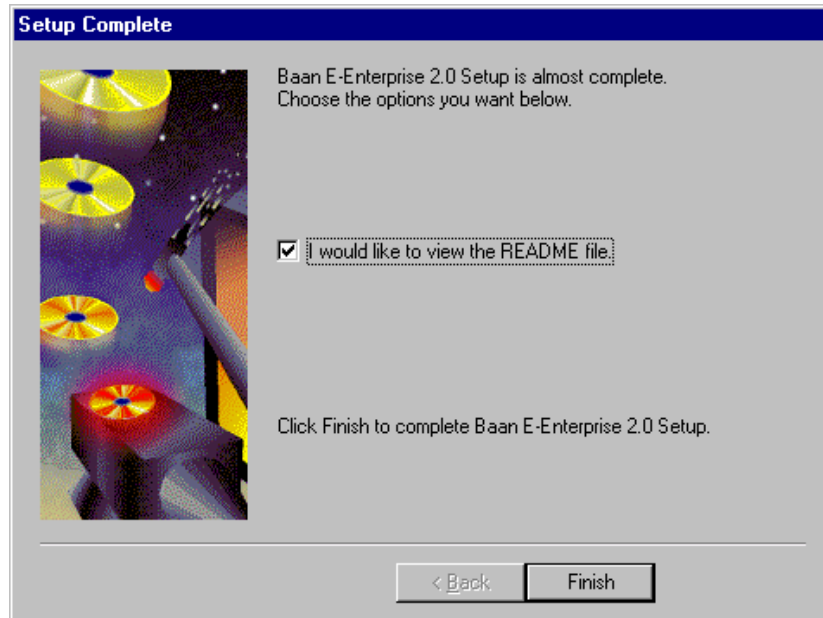 Setup Complete
Baan E-Enterprise 2.0 Setup is almost complete.
Choose the options you want below.
I would like to view the README file.
Click Finish to complete Baan E-Enterprise 2.0 Setup.
< Back
Finish